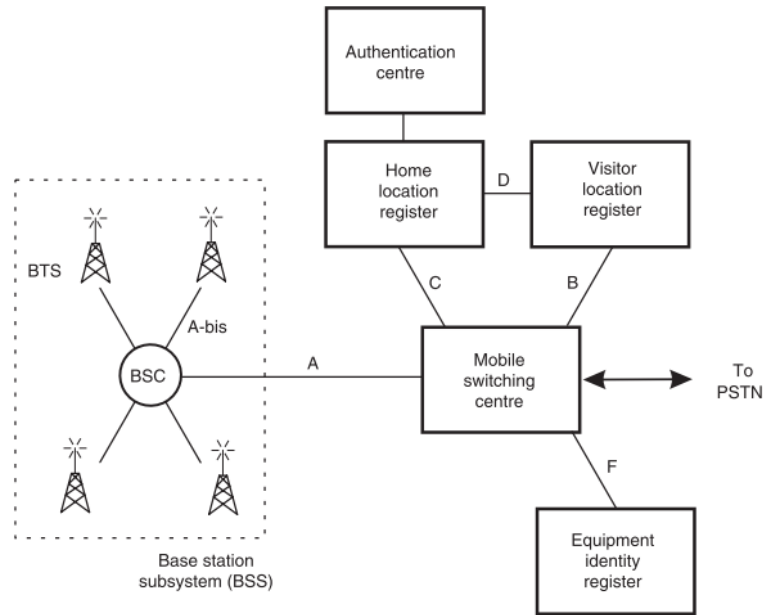 Authentication
centre
Home
location
register
D
Visitor
location
register
BTS
C
B
A-bis
BSC
A
Mobile
switching
centre
To
PSTN
F
Base station
subsystem (BSS)
Equipment
identity
register